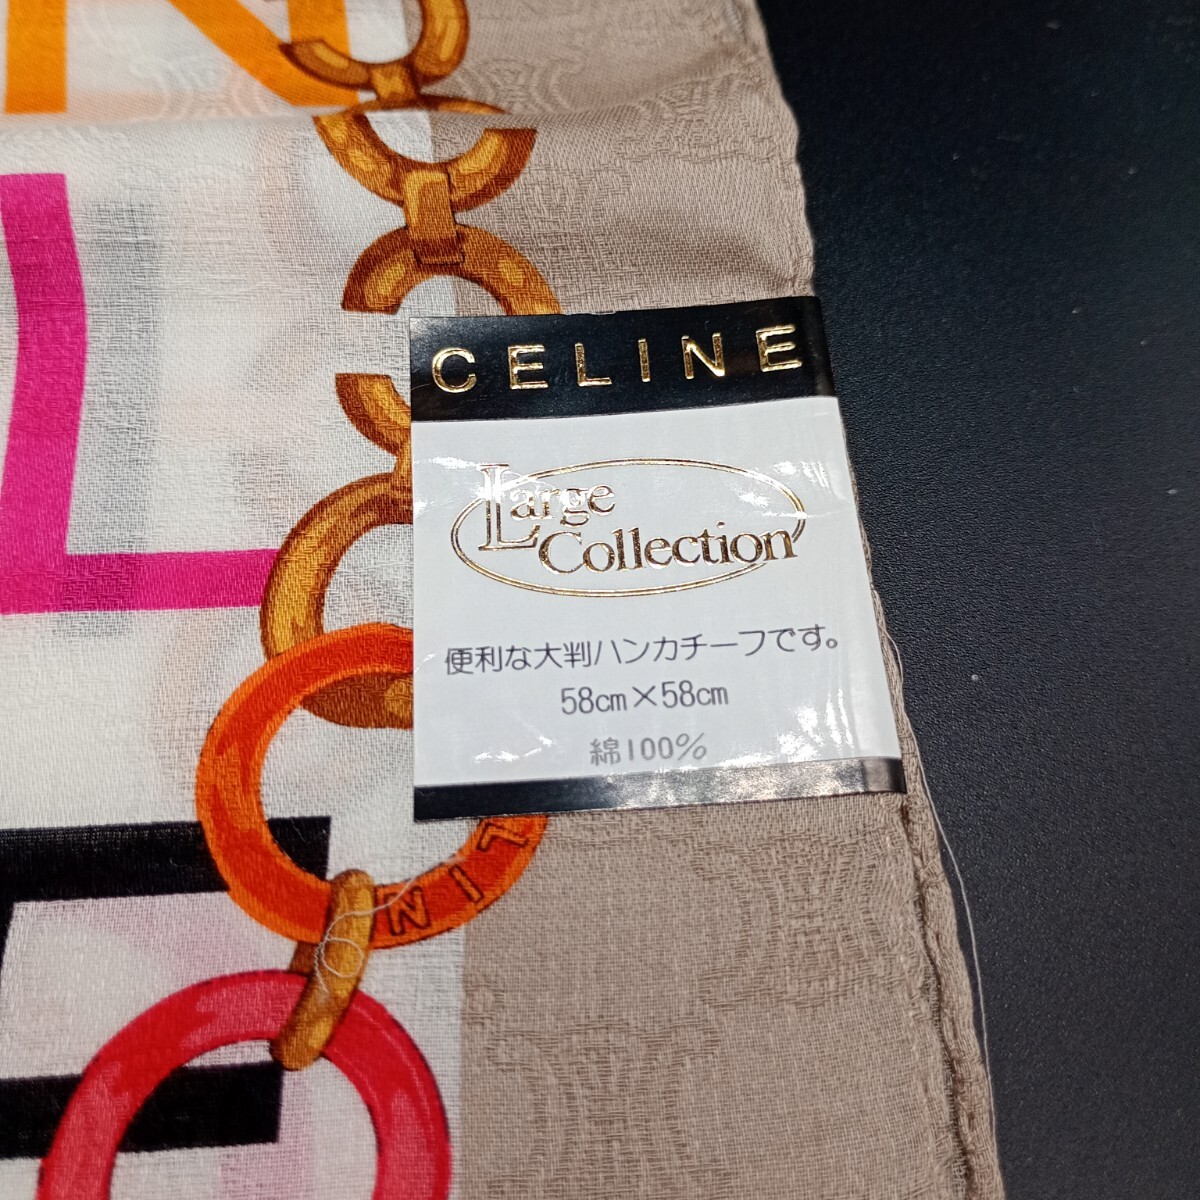 N
CELINE
Large
Collection
便利な大判ハンカチーフです。
58㎝×58㎝
綿100%
LIN